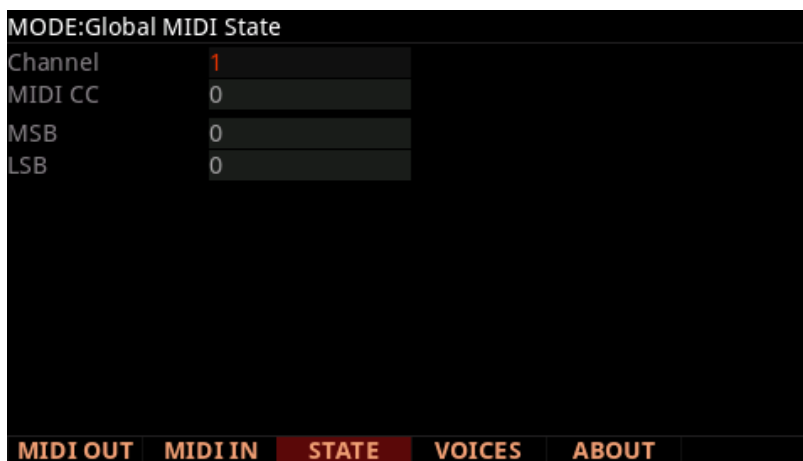 MODE:Global MIDI State
Channel 1
MIDI CC 0
MSB 0
LSB 0
MIDI OUT MIDI IN STATE VOICES ABOUT